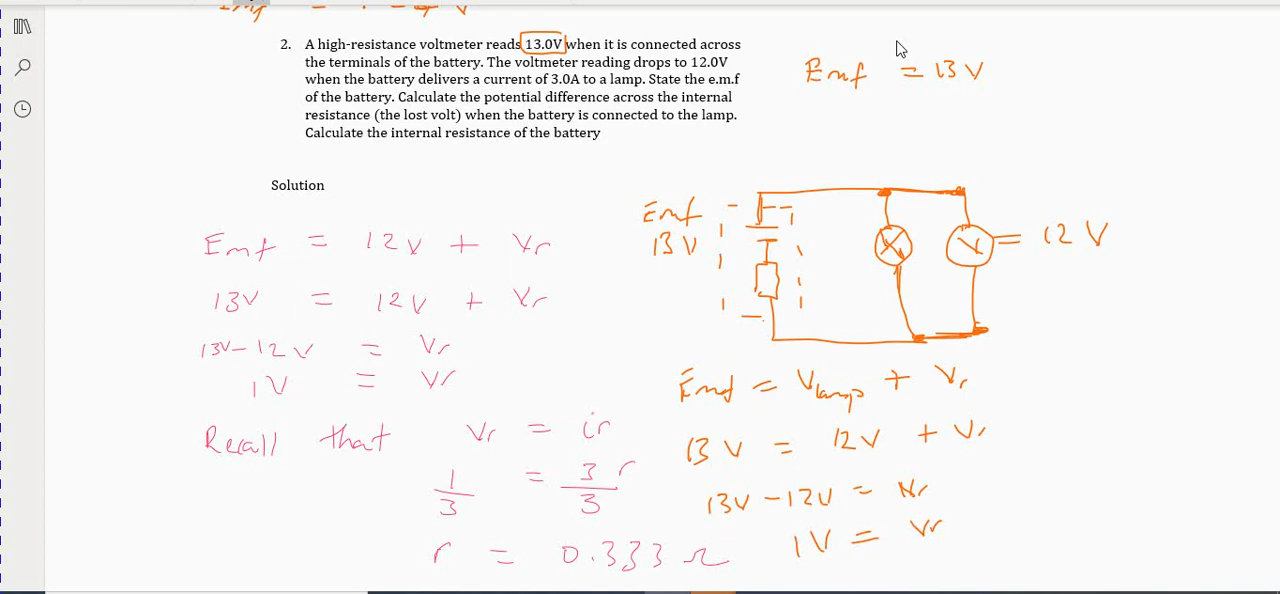 2. A high-resistance voltmeter reads 13.0V when it is connected across
the terminals of the battery. The voltmeter reading drops to 12.0V
when the battery delivers a current of 3.0A to a lamp. State the e.m.f
of the battery. Calculate the potential difference across the internal
resistance (the lost volt) when the battery is connected to the lamp.
Calculate the internal resistance of the battery
Emf = 13 V
Solution
Emf = 12V + Vr
13V = 12V + Vr
13V - 12V = Vr
1V = Vr
Recall that Vr = ir
1/3 = 3r/3
r = 0.333 Ω
Emf
13 V
V = 12 V
Emf = Vlamp + Vr
13 V = 12V + Vr
13V - 12V = Vr
1V = Vr